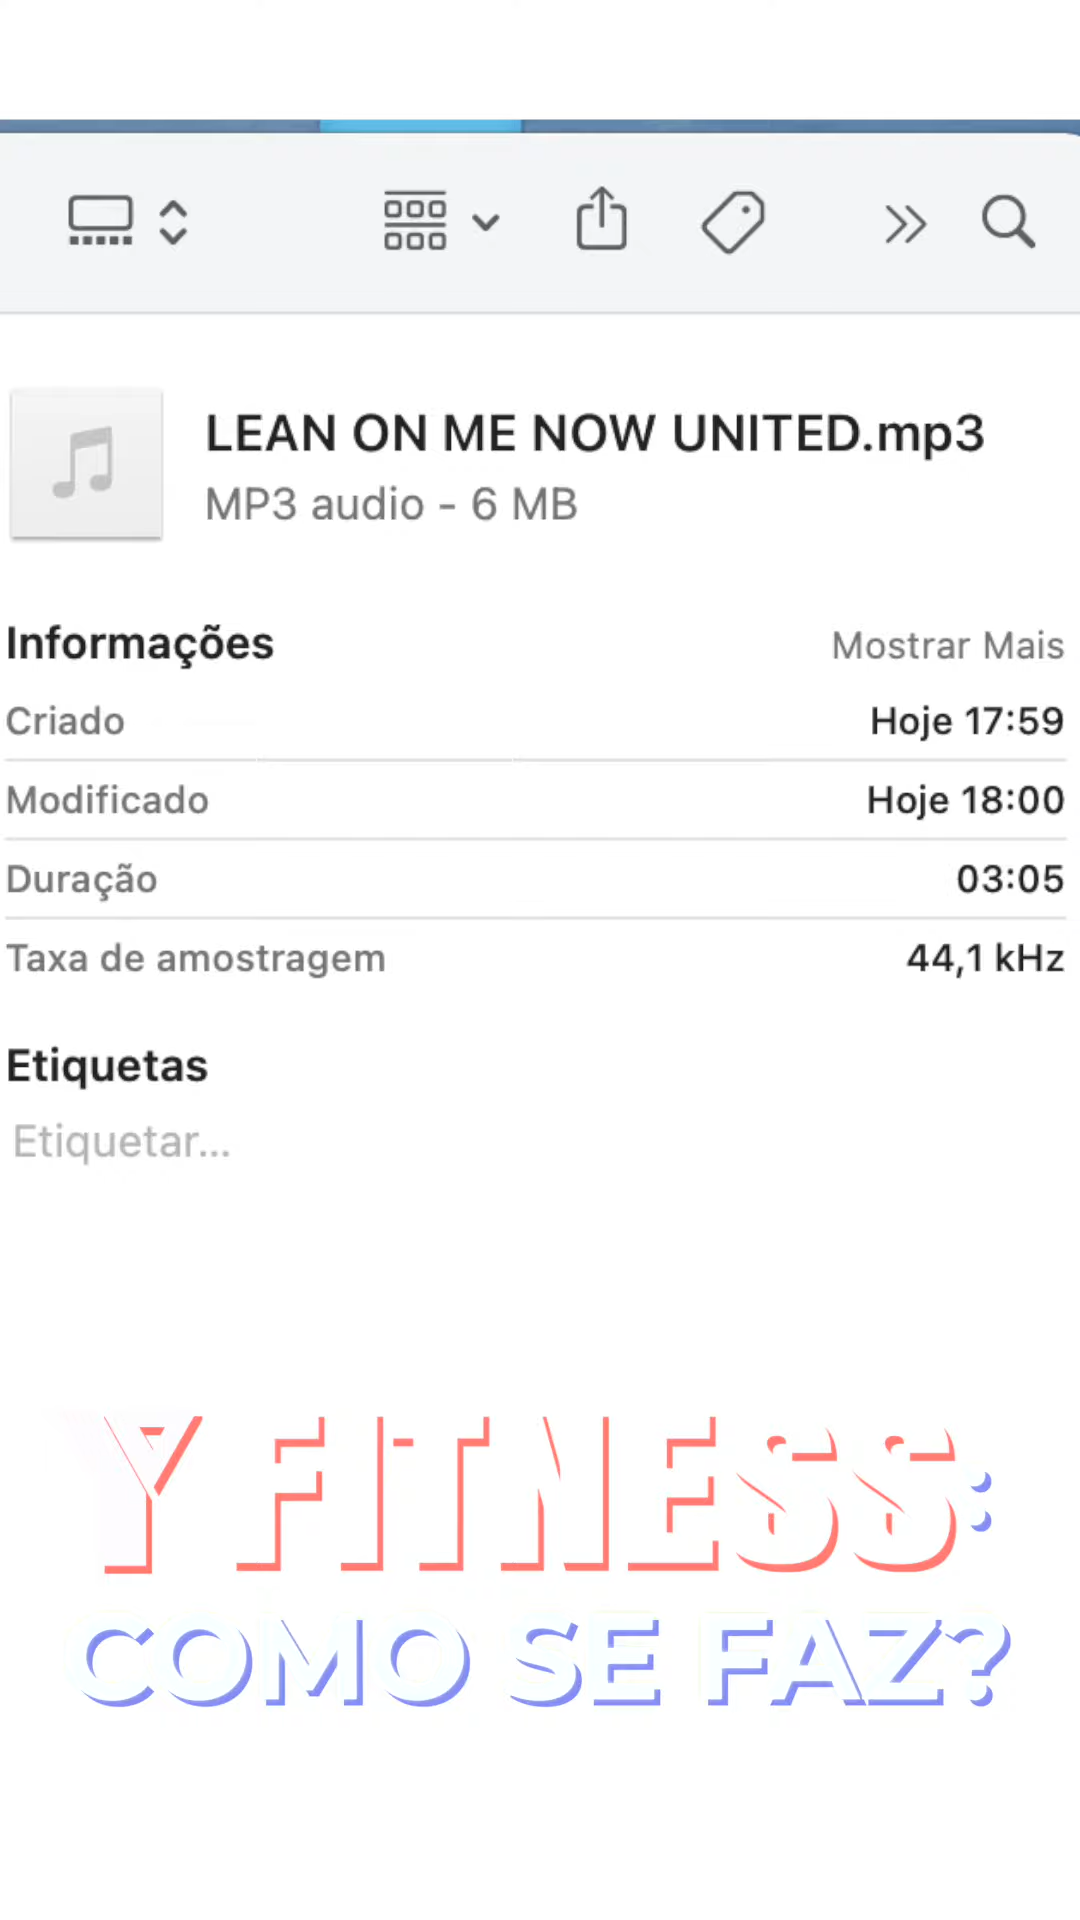 LEAN ON ME NOW UNITED.mp3
MP3 audio - 6 MB
Informações Mostrar Mais
Criado Hoje 17:59
Modificado Hoje 18:00
Duração 03:05
Taxa de amostragem 44,1 kHz
Etiquetas
Etiquetar...
Y FITNESS:
COMO SE FAZ?